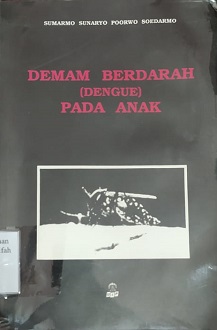 SUMARMO SUNARYO POORWO SOEDARMO
DEMAM BERDARAH
(DENGUE)
PADA ANAK